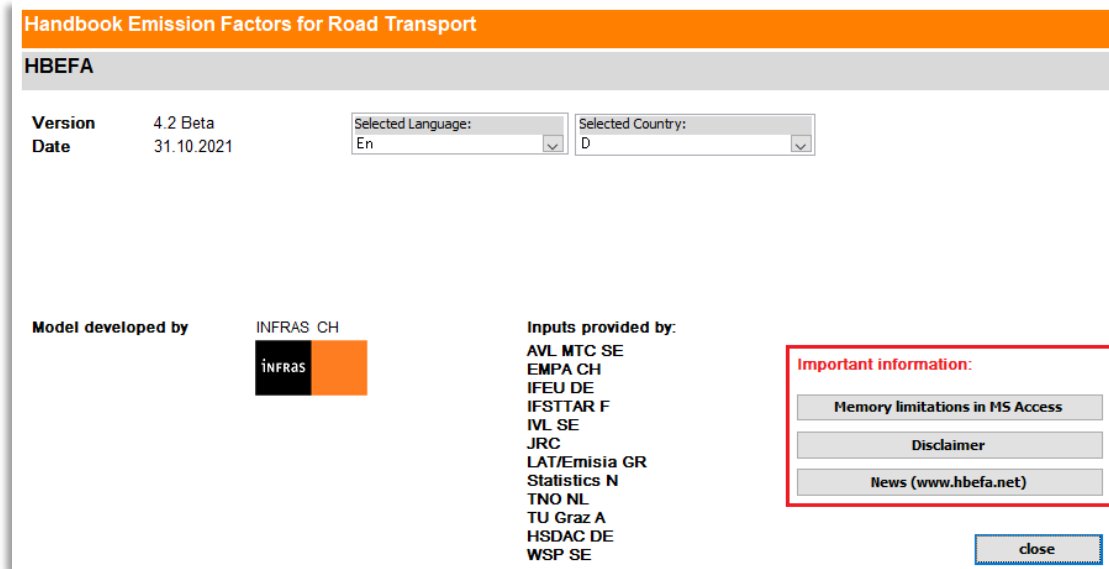 Handbook Emission Factors for Road Transport
HBEFA
Version 4.2 Beta
Date 31.10.2021
Selected Language:
En
Selected Country:
D
Model developed by INFRAS CH
iNFRaS
Inputs provided by:
AVL MTC SE
EMPA CH
IFEU DE
IFSTTAR F
IVL SE
JRC
LAT/Emisia GR
Statistics N
TNO NL
TU Graz A
HSDAC DE
WSP SE
Important information:
Memory limitations in MS Access
Disclaimer
News (www.hbefa.net)
close